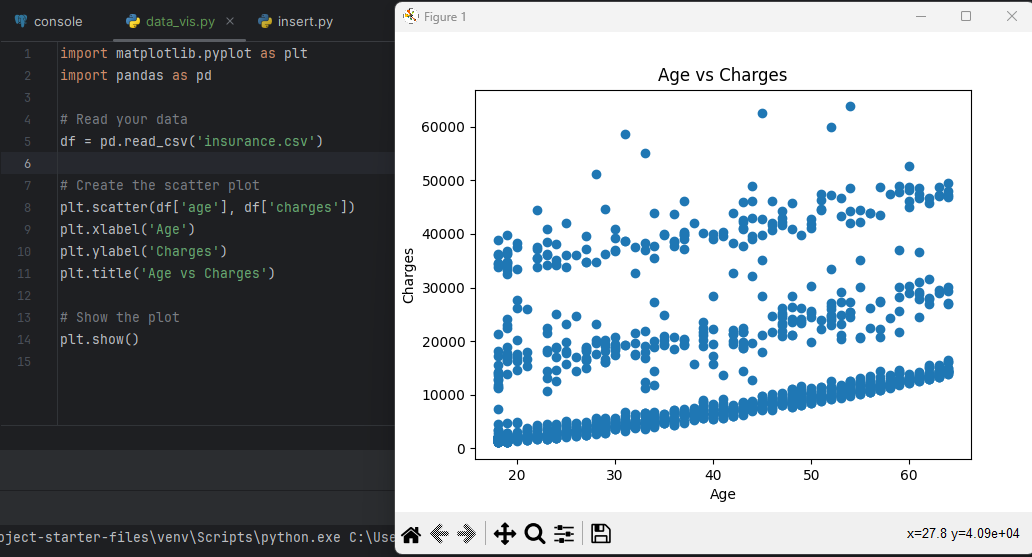 console data_vis.py insert.py
1 import matplotlib.pyplot as plt
2 import pandas as pd
3
4 # Read your data
5 df = pd.read_csv('insurance.csv')
6
7 # Create the scatter plot
8 plt.scatter(df['age'], df['charges'])
9 plt.xlabel('Age')
10 plt.ylabel('Charges')
11 plt.title('Age vs Charges')
12
13 # Show the plot
14 plt.show()
15
oject-starter-files\venv\Scripts\python.exe C:\Use
Figure 1
Age vs Charges
Charges
60000
50000
40000
30000
20000
10000
0
20 30 40 50 60
Age
x=27.8 y=4.09e+04